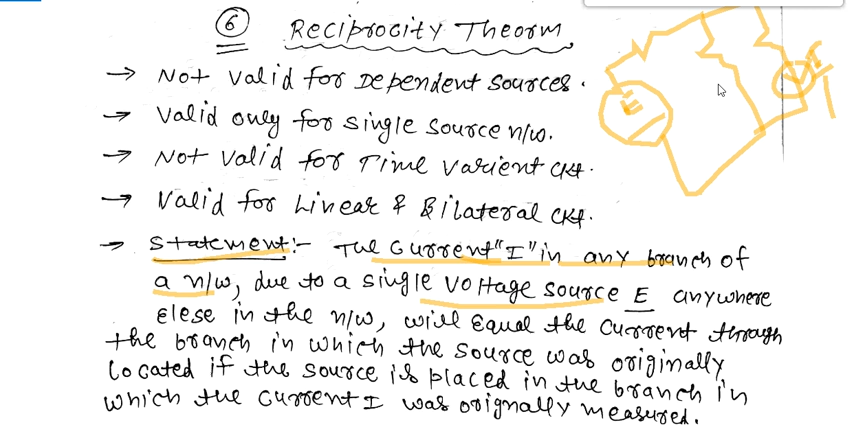 ⑥ Reciprocity Theorm
→ Not valid for Dependent sources.
→ Valid only for single source n/w.
→ Not valid for Time varient ckt.
→ Valid for Linear & Bilateral ckt.
→ Statement:- The current "I" in any branch of
a n/w, due to a single Voltage source E anywhere
elese in the n/w, will equal the current through
the branch in which the source was originally
located if the source is placed in the branch in
which the current I was orignally measured.
E